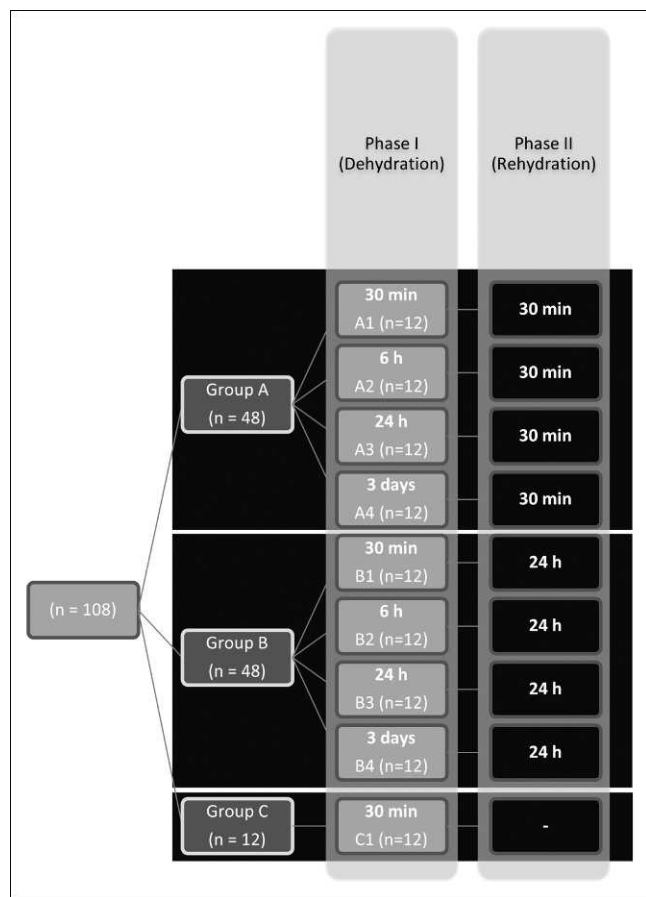 Phase I
(Dehydration)
Phase II
(Rehydration)
(n = 108)
Group A
(n = 48)
30 min
A1 (n=12)
30 min
6 h
A2 (n=12)
30 min
24 h
A3 (n=12)
30 min
3 days
A4 (n=12)
30 min
Group B
(n = 48)
30 min
B1 (n=12)
24 h
6 h
B2 (n=12)
24 h
24 h
B3 (n=12)
24 h
3 days
B4 (n=12)
24 h
Group C
(n = 12)
30 min
C1 (n=12)
-